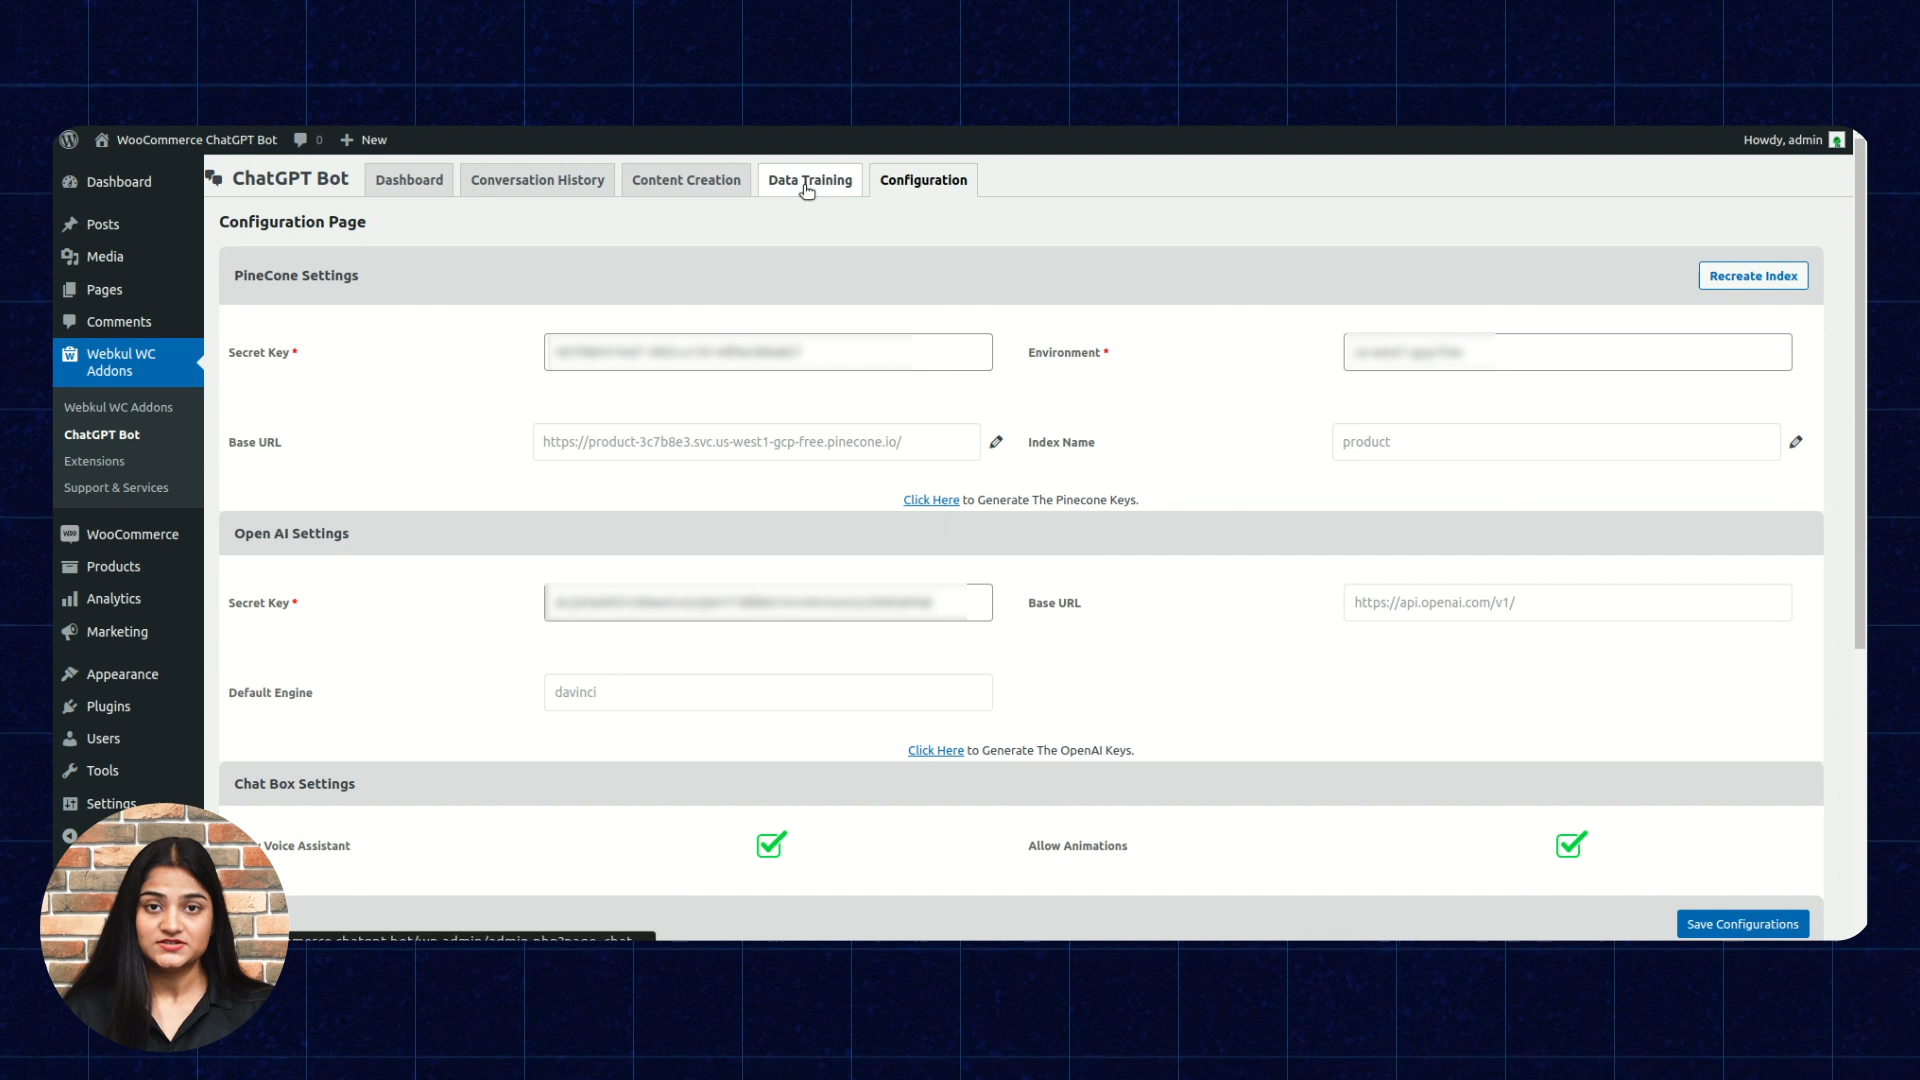 WooCommerce ChatGPT Bot 0 New Howdy, admin
Dashboard
Posts
Media
Pages
Comments
Webkul WC
Addons
Webkul WC Addons
ChatGPT Bot
Extensions
Support & Services
WooCommerce
Products
Analytics
Marketing
Appearance
Plugins
Users
Tools
Settings
ChatGPT Bot Dashboard Conversation History Content Creation Data Training Configuration
Configuration Page
PineCone Settings Recreate Index
Secret Key * Environment *
Base URL https://product-3c7b8e3.svc.us-west1-gcp-free.pinecone.io/ Index Name product
Click Here to Generate The Pinecone Keys.
Open AI Settings
Secret Key * Base URL https://api.openai.com/v1/
Default Engine davinci
Click Here to Generate The OpenAI Keys.
Chat Box Settings
Voice Assistant Allow Animations
Save Configurations